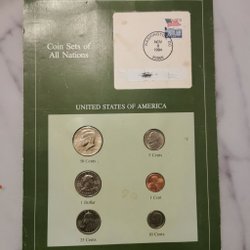 Coin Sets of
All Nations
NOV
1984
UNITED STATES OF AMERICA
50 Cents
5 Cents
1 Dollar
1 Cent
25 Cents
10 Cents